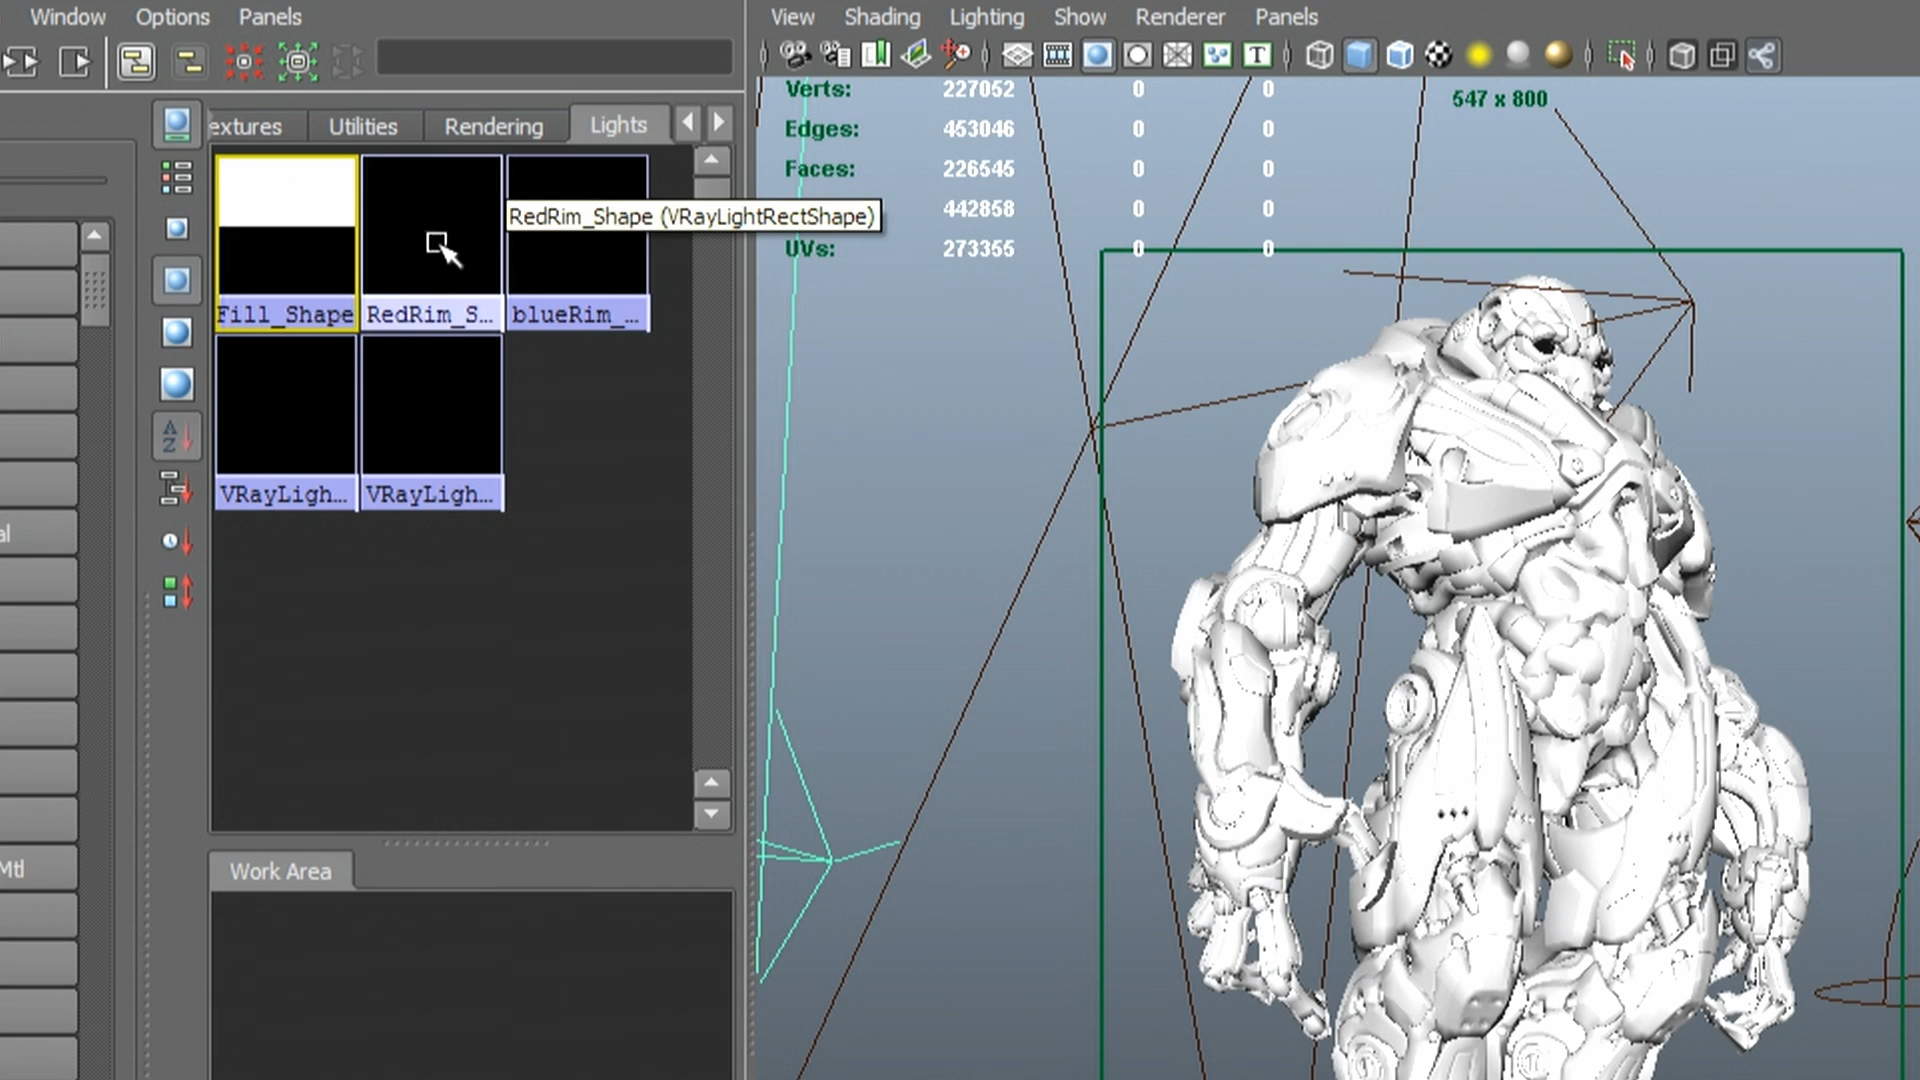 Window Options Panels
View Shading Lighting Show Renderer Panels
T
extures Utilities Rendering Lights
Verts: 227052 0 0
547 x 800
Edges: 453046 0 0
Faces: 226545 0 0
442858 0 0
UVs: 273355 0 0
RedRim_Shape (VRayLightRectShape)
Fill_Shape RedRim_S... blueRim_...
A
Z
VRayLigh... VRayLigh...
al
Mtl
Work Area